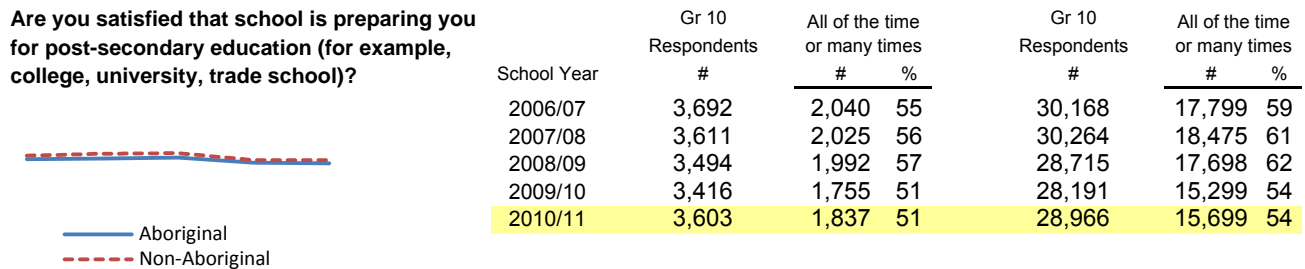 Are you satisfied that school is preparing you
for post-secondary education (for example,
college, university, trade school)?
Aboriginal
Non-Aboriginal
Gr 10 All of the time Gr 10 All of the time
Respondents or many times Respondents or many times
School Year # # % # # %
2006/07 3,692 2,040 55 30,168 17,799 59
2007/08 3,611 2,025 56 30,264 18,475 61
2008/09 3,494 1,992 57 28,715 17,698 62
2009/10 3,416 1,755 51 28,191 15,299 54
2010/11 3,603 1,837 51 28,966 15,699 54